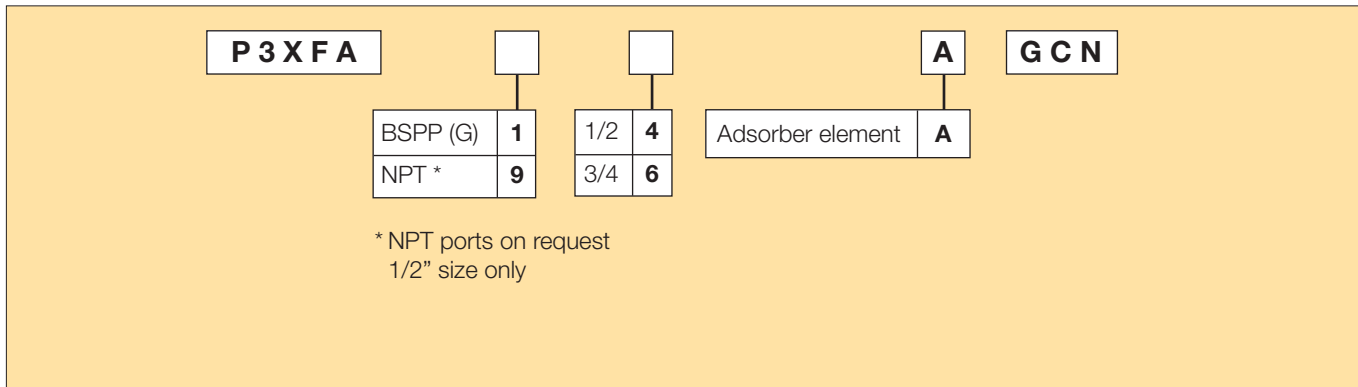 P3XFA A GCN
BSPP (G) 1 1/2 4 Adsorber element A
NPT * 9 3/4 6
* NPT ports on request
1/2” size only